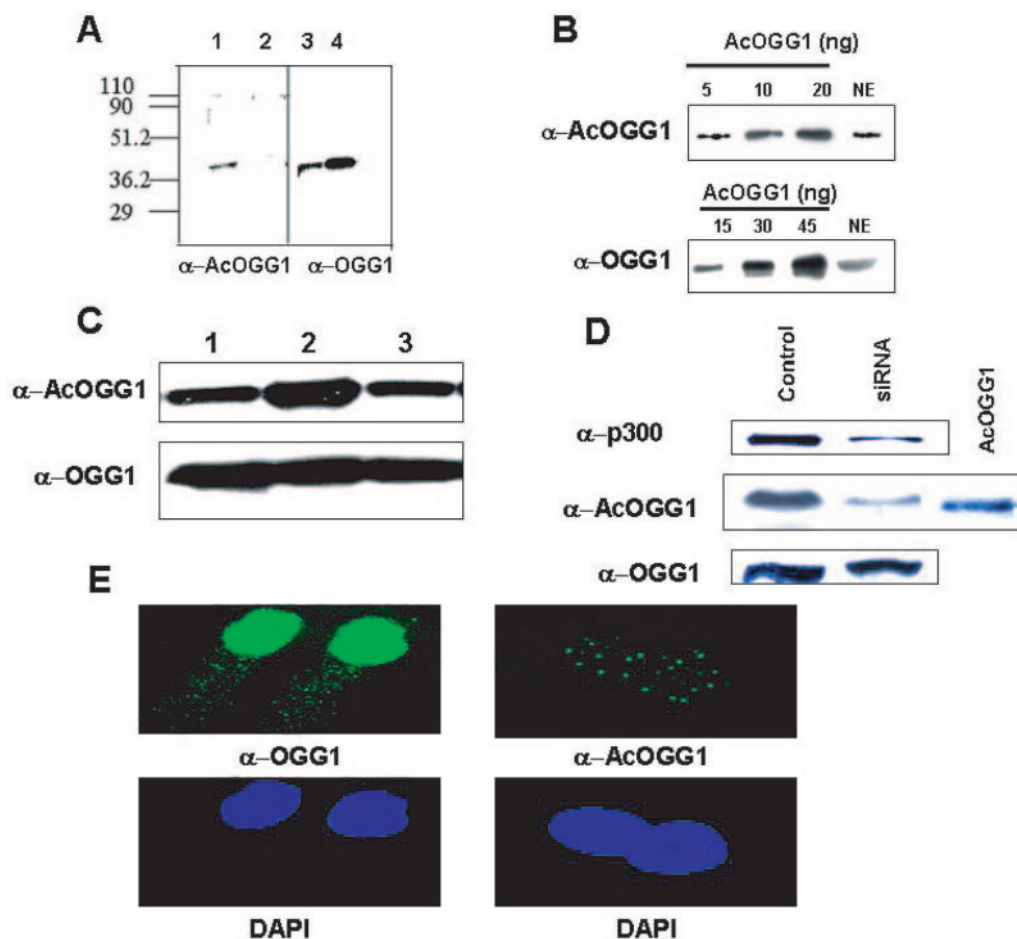 A
1 2 3 4
110
90
51.2
36.2
29
α–AcOGG1 α–OGG1
B
AcOGG1 (ng)
5 10 20 NE
α–AcOGG1
AcOGG1 (ng)
15 30 45 NE
α–OGG1
C
1 2 3
α–AcOGG1
α–OGG1
D
Control
siRNA
AcOGG1
α–p300
α–AcOGG1
α–OGG1
E
α–OGG1
α–AcOGG1
DAPI
DAPI